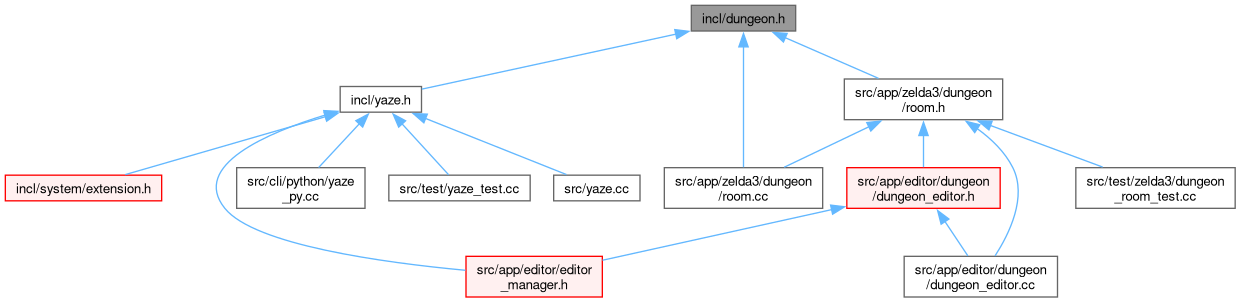 incl/dungeon.h
incl/yaze.h
src/app/zelda3/dungeon
/room.h
incl/system/extension.h
src/cli/python/yaze
_py.cc
src/test/yaze_test.cc
src/yaze.cc
src/app/zelda3/dungeon
/room.cc
src/app/editor/dungeon
/dungeon_editor.h
src/test/zelda3/dungeon
_room_test.cc
src/app/editor/editor
_manager.h
src/app/editor/dungeon
/dungeon_editor.cc